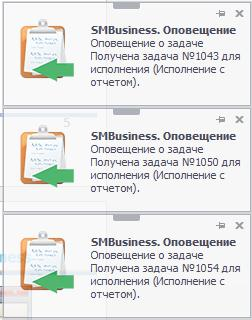 SMBusiness. Оповещение
Оповещение о задаче
Получена задача №1043 для
исполнения (Исполнение с
отчетом).
5
SMBusiness. Оповещение
Оповещение о задаче
Получена задача №1050 для
исполнения (Исполнение с
отчетом).
SMBusiness. Оповещение
Оповещение о задаче
Получена задача №1054 для
исполнения (Исполнение с
отчетом).